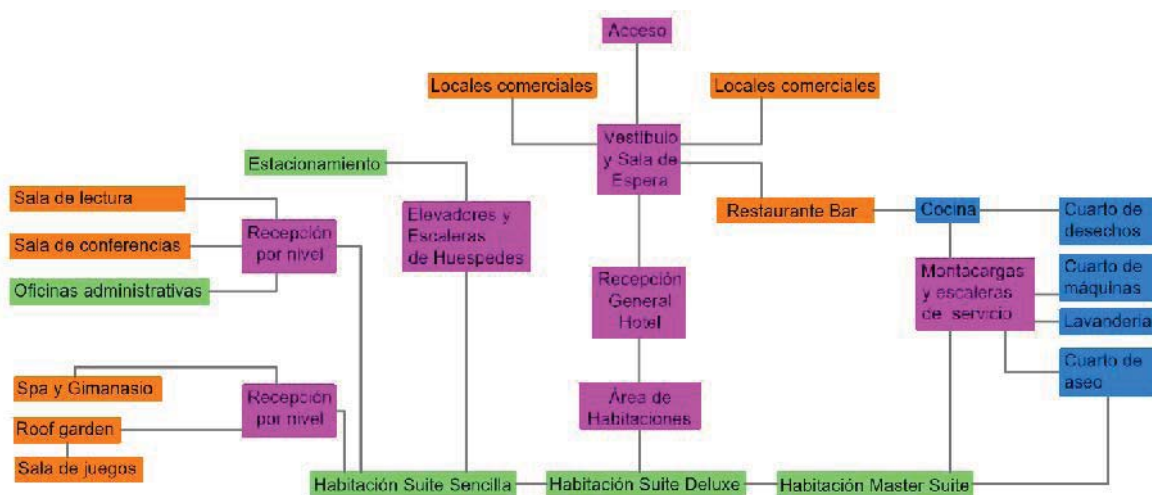 Acceso
Locales comerciales
Locales comerciales
Vestíbulo
y Sala de
Espera
Estacionamiento
Sala de lectura
Elevadores y
Escaleras
de Huespedes
Restaurante Bar
Cocina
Cuarto de
desechos
Recepción
por nivel
Sala de conferencias
Oficinas administrativas
Recepción
General
Hotel
Montacargas
y escaleras
de servicio
Cuarto de
máquinas
Lavanderia
Cuarto de
aseo
Spa y Gimanasio
Recepción
por nivel
Roof garden
Sala de juegos
Área de
Habitaciones
Habitación Suite Sencilla
Habitación Suite Deluxe
Habitación Master Suite